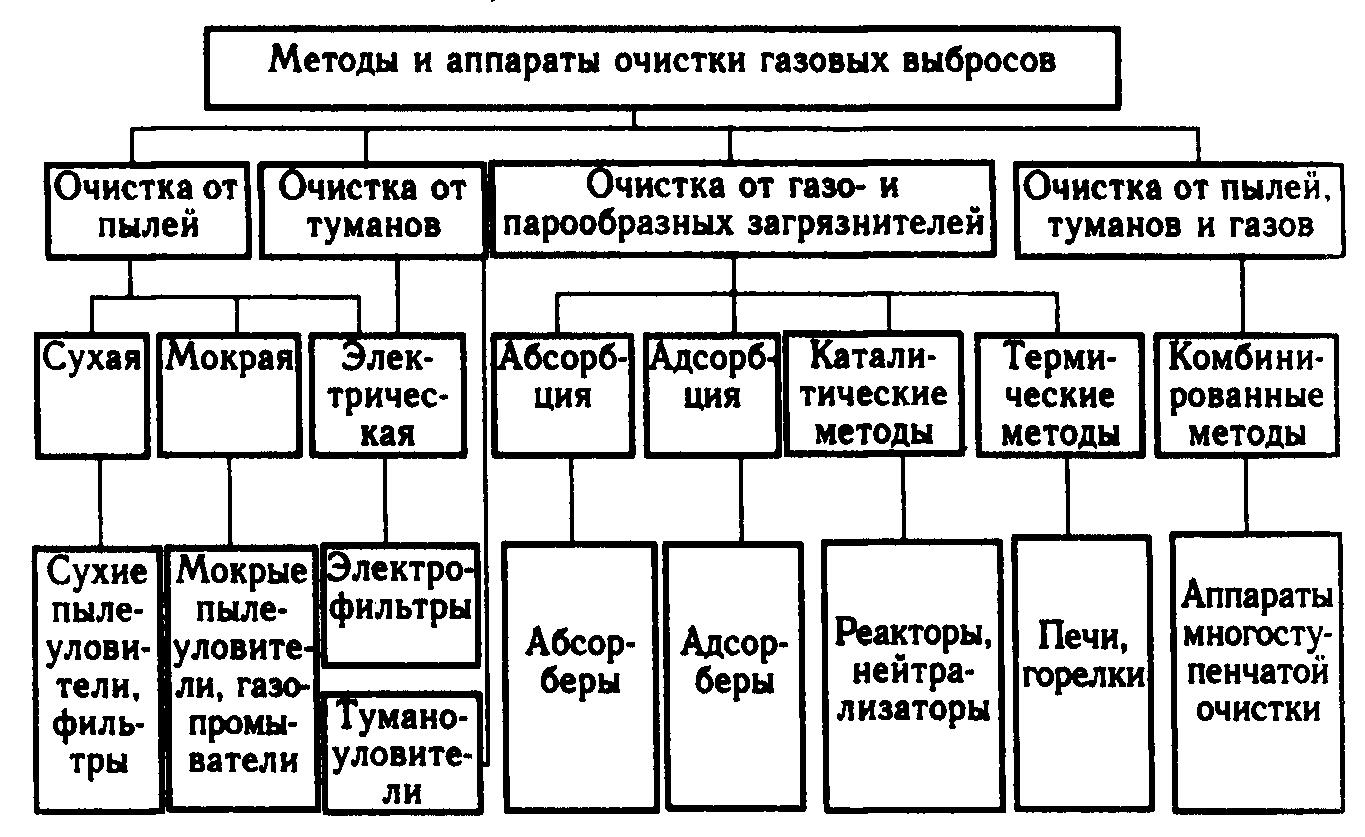 Методы и аппараты очистки газовых выбросов
Очистка от
пылей
Очистка от
туманов
Очистка от газо- и
парообразных загрязнителей
Очистка от пылей,
туманов и газов
Сухая
Мокрая
Элек-
тричес-
кая
Абсорб-
ция
Адсорб-
ция
Катали-
тические
методы
Терми-
ческие
методы
Комбини-
рованные
методы
Сухие
пыле-
улови-
тели,
филь-
тры
Мокрые
пыле-
уловите-
ли, газо-
промы-
ватели
Электро-
фильтры
Тумано-
уловите-
ли
Абсор-
беры
Адсор-
беры
Реакторы,
нейтра-
лизаторы
Печи,
горелки
Аппараты
многосту-
пенчатой
очистки